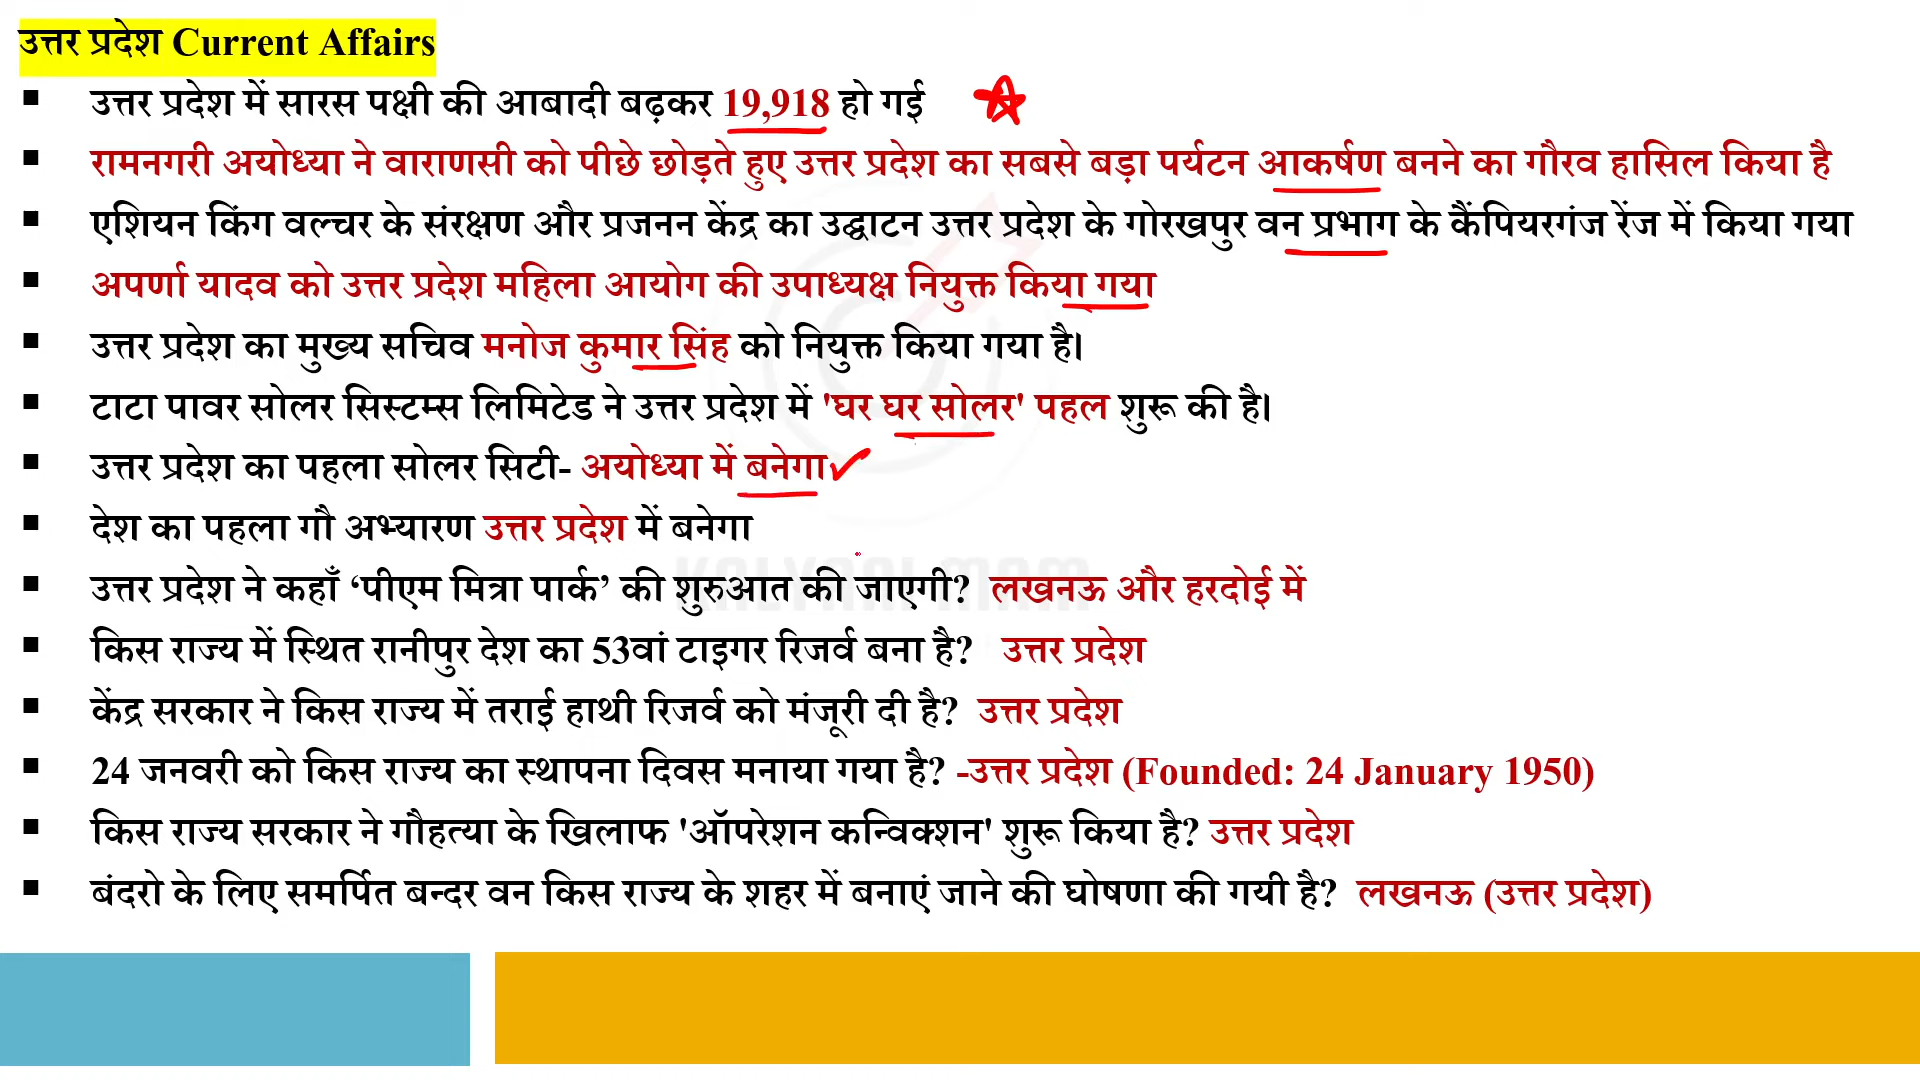 उत्तर प्रदेश Current Affairs
▪ उत्तर प्रदेश में सारस पक्षी की आबादी बढ़कर 19,918 हो गई
▪ रामनगरी अयोध्या ने वाराणसी को पीछे छोड़ते हुए उत्तर प्रदेश का सबसे बड़ा पर्यटन आकर्षण बनने का गौरव हासिल किया है
▪ एशियन किंग वल्चर के संरक्षण और प्रजनन केंद्र का उद्घाटन उत्तर प्रदेश के गोरखपुर वन प्रभाग के कैंपियरगंज रेंज में किया गया
▪ अपर्णा यादव को उत्तर प्रदेश महिला आयोग की उपाध्यक्ष नियुक्त किया गया
▪ उत्तर प्रदेश का मुख्य सचिव मनोज कुमार सिंह को नियुक्त किया गया है।
▪ टाटा पावर सोलर सिस्टम्स लिमिटेड ने उत्तर प्रदेश में 'घर घर सोलर' पहल शुरू की है।
▪ उत्तर प्रदेश का पहला सोलर सिटी- अयोध्या में बनेगा
▪ देश का पहला गौ अभ्यारण उत्तर प्रदेश में बनेगा
▪ उत्तर प्रदेश ने कहाँ ‘पीएम मित्रा पार्क’ की शुरुआत की जाएगी? लखनऊ और हरदोई में
▪ किस राज्य में स्थित रानीपुर देश का 53वां टाइगर रिजर्व बना है? उत्तर प्रदेश
▪ केंद्र सरकार ने किस राज्य में तराई हाथी रिजर्व को मंजूरी दी है? उत्तर प्रदेश
▪ 24 जनवरी को किस राज्य का स्थापना दिवस मनाया गया है? -उत्तर प्रदेश (Founded: 24 January 1950)
▪ किस राज्य सरकार ने गौहत्या के खिलाफ 'ऑपरेशन कन्विक्शन' शुरू किया है? उत्तर प्रदेश
▪ बंदरो के लिए समर्पित बन्दर वन किस राज्य के शहर में बनाएं जाने की घोषणा की गयी है? लखनऊ (उत्तर प्रदेश)